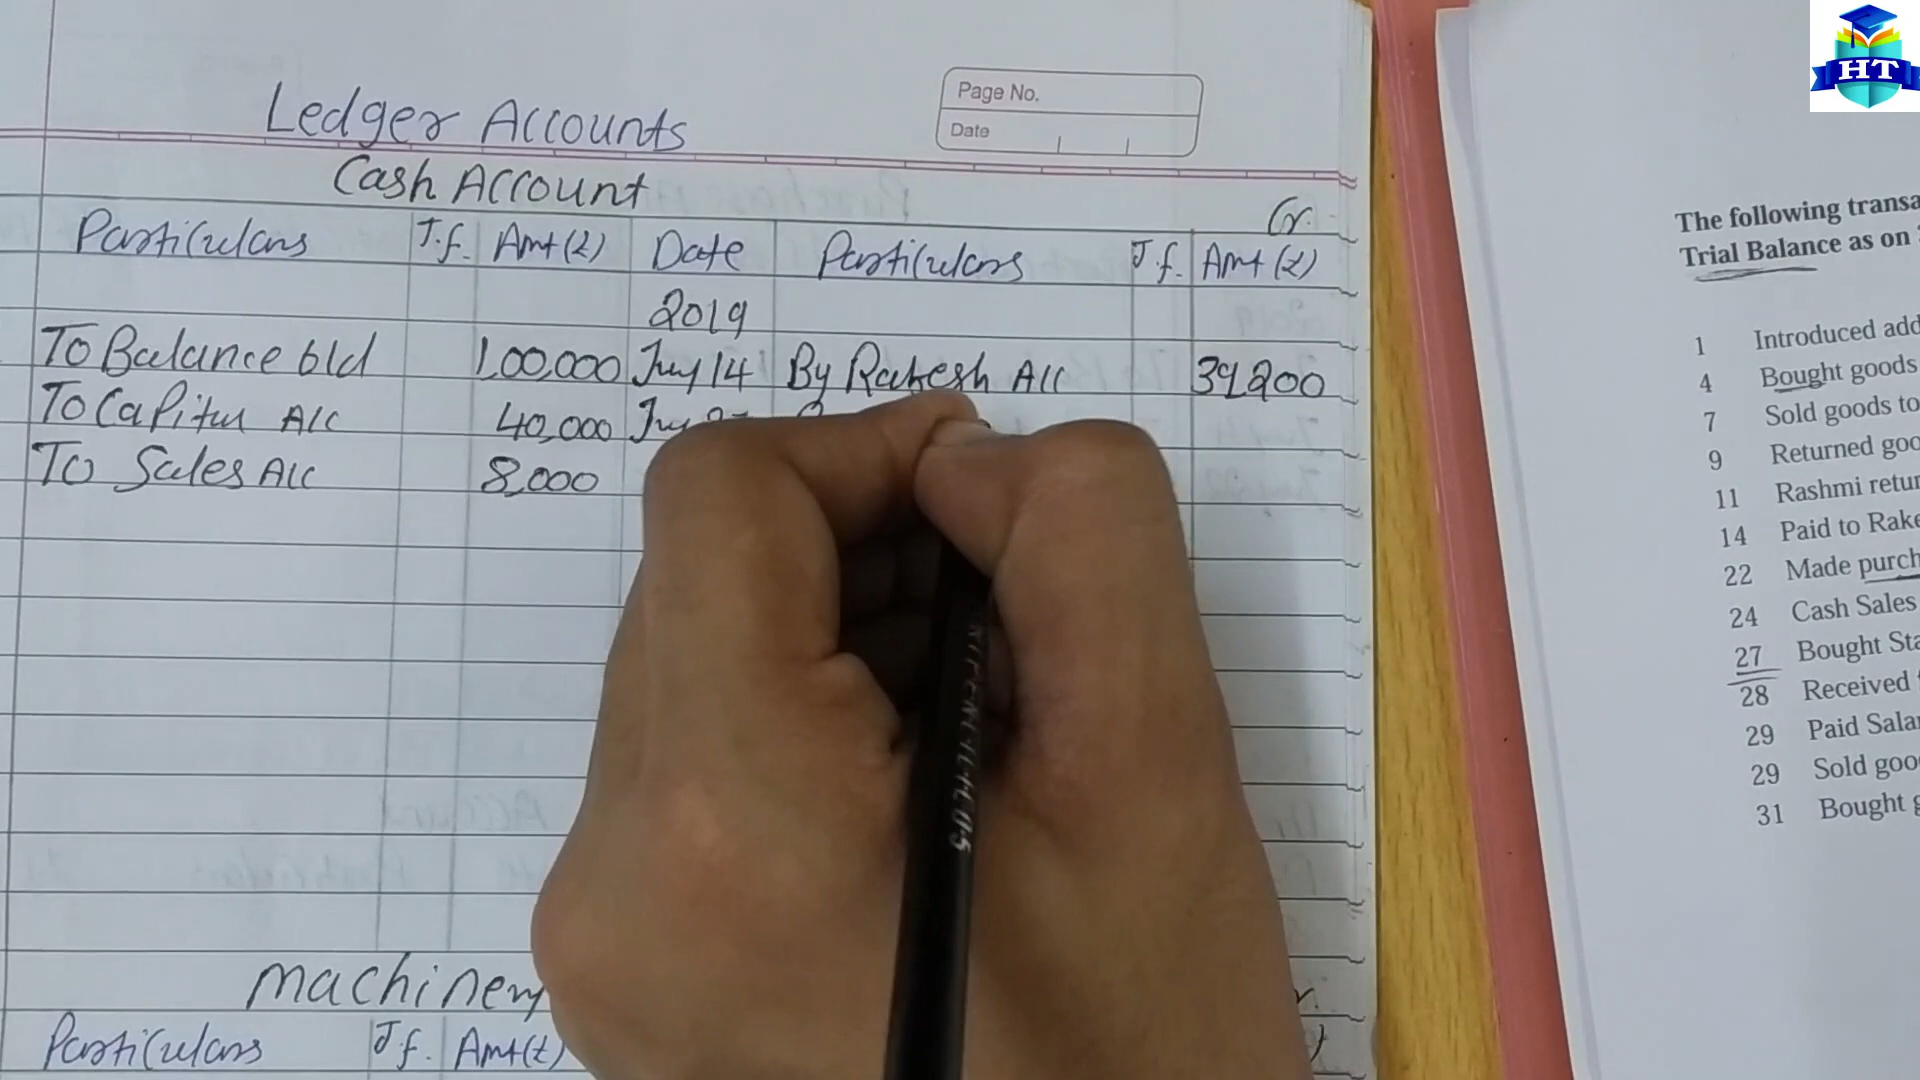 HT
Page No.
Date
Ledger Accounts
Cash Account
Cr.
Particulars J.f. Amt(₹) Date Particulars J.f. Amt(₹)
2019
To Balance b/d 1,00,000 July 14 By Rakesh A/c 39,200
To Capital A/c 40,000 July
To Sales A/c 8,000
machinery
Particulars J.f. Amt(₹)
The following transa
Trial Balance as on
1 Introduced add
4 Bought goods
7 Sold goods to
9 Returned goo
11 Rashmi retur
14 Paid to Rake
22 Made purch
24 Cash Sales
27 Bought Sta
28 Received
29 Paid Salar
29 Sold goo
31 Bought g